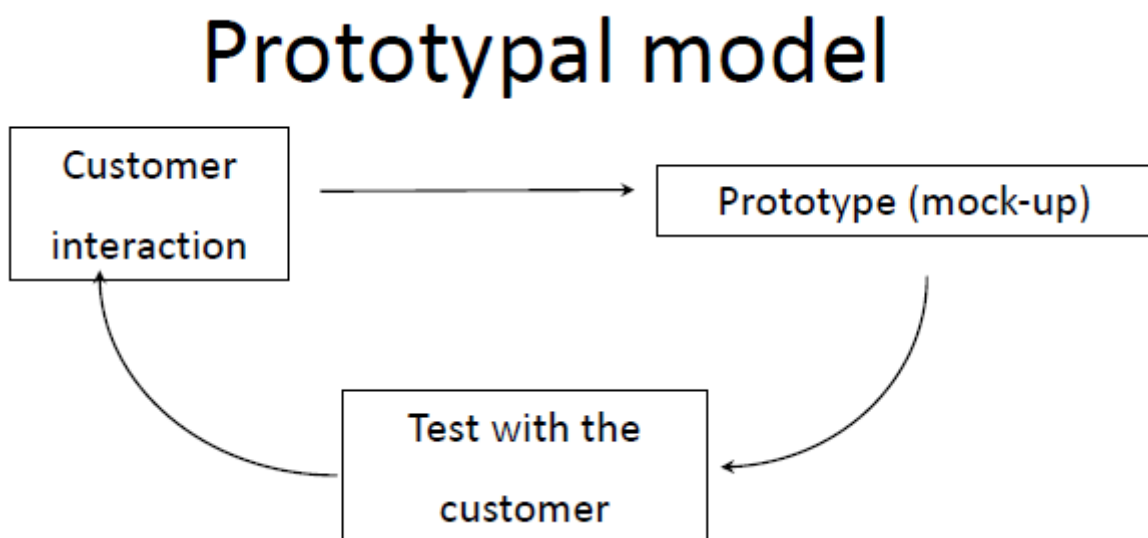 Prototypal model
Customer
interaction
Prototype (mock-up)
Test with the
customer